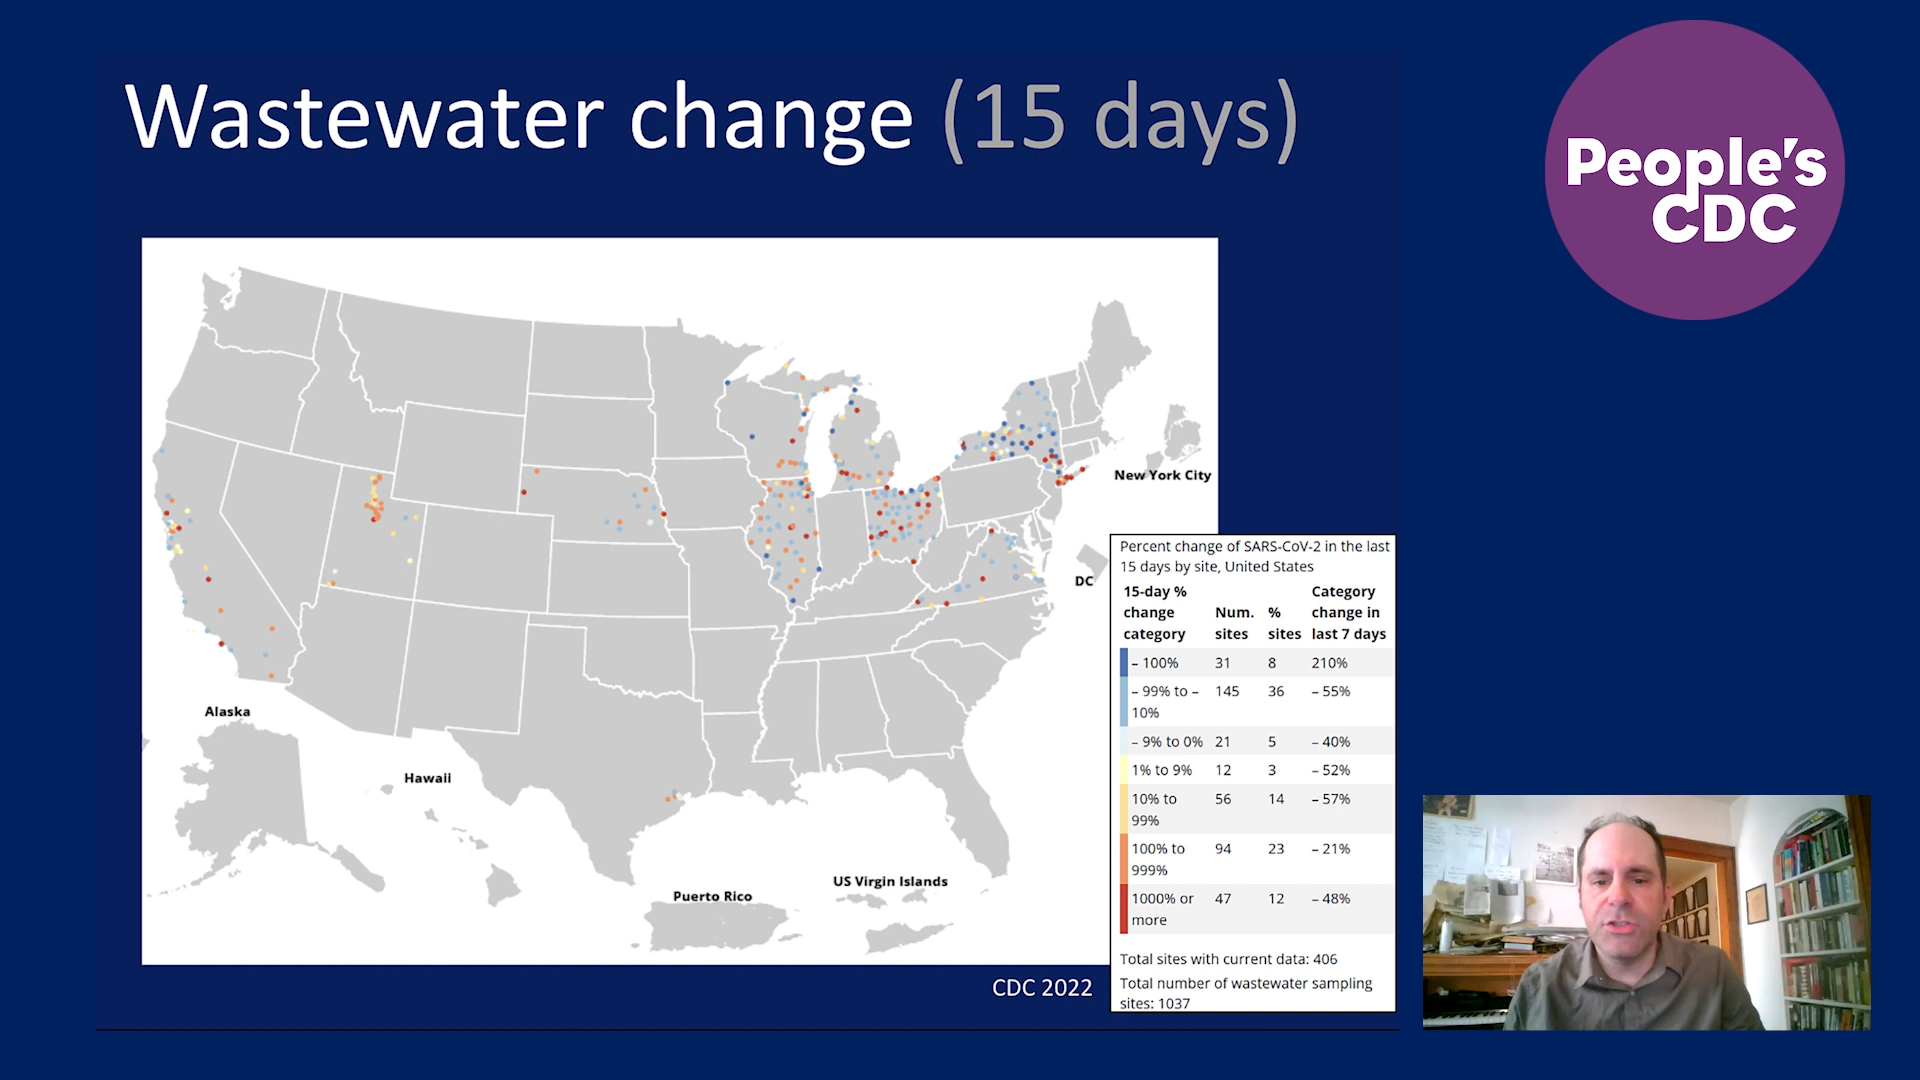 Wastewater change (15 days)
People's
CDC
New York City
DC
Alaska
Hawaii
Puerto Rico
US Virgin Islands
CDC 2022
Percent change of SARS-CoV-2 in the last
15 days by site, United States
15-day % change category Num. sites % sites Category change in last 7 days
– 100% 31 8 210%
– 99% to – 10% 145 36 – 55%
– 9% to 0% 21 5 – 40%
1% to 9% 12 3 – 52%
10% to 99% 56 14 – 57%
100% to 999% 94 23 – 21%
1000% or more 47 12 – 48%
Total sites with current data: 406
Total number of wastewater sampling
sites: 1037